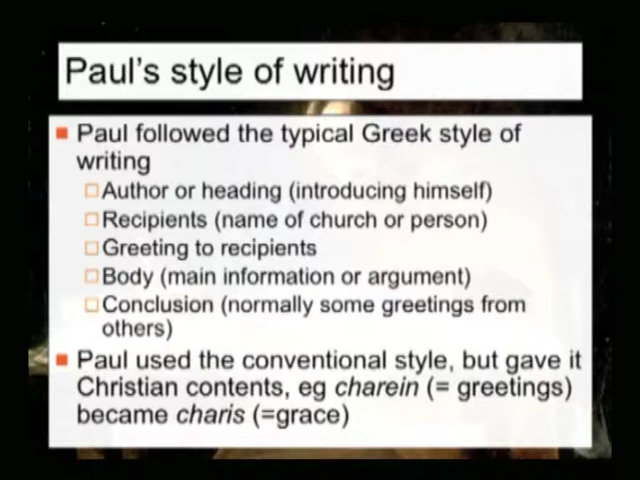 Paul's style of writing
Paul followed the typical Greek style of
writing
Author or heading (introducing himself)
Recipients (name of church or person)
Greeting to recipients
Body (main information or argument)
Conclusion (normally some greetings from
others)
Paul used the conventional style, but gave it
Christian contents, eg charein (= greetings)
became charis (=grace)